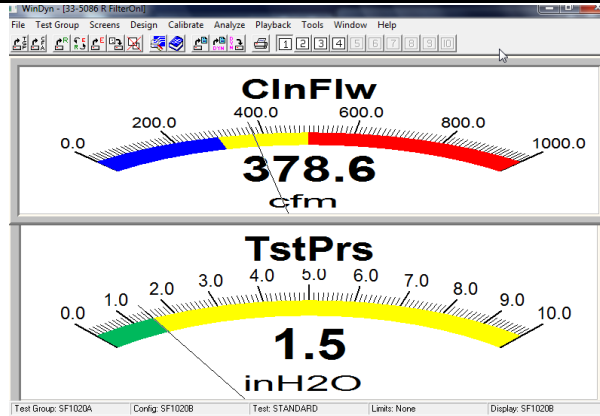 WinDyn - [33-5086 R FilterOnl]
File Test Group Screens Design Calibrate Analyze Playback Tools Window Help
1 2 3 4 5 6 7 8 9 10
ClnFlw
0.0 200.0 400.0 600.0 800.0 1000.0
378.6
cfm
TstPrs
0.0 1.0 2.0 3.0 4.0 5.0 6.0 7.0 8.0 9.0 10.0
1.5
inH2O
Test Group: SF1020A Config: SF1020B Test: STANDARD Limits: None Display: SF1020B